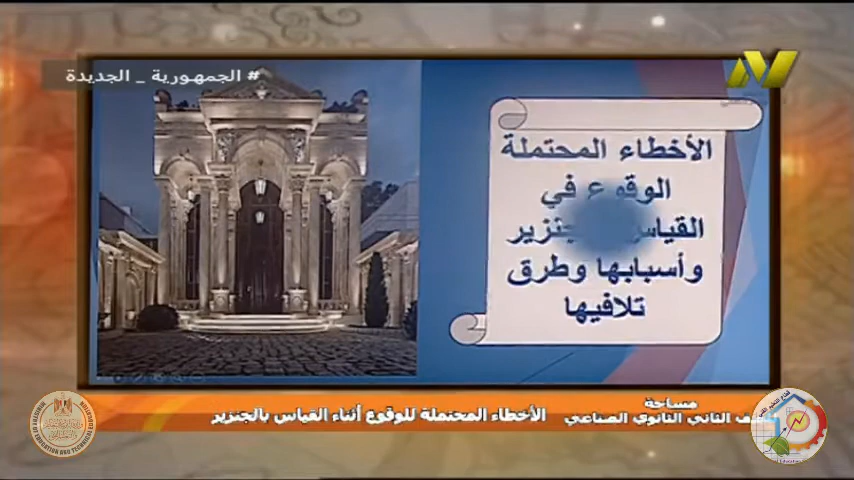 # الجمهورية _ الجديدة
الأخطاء المحتملة
الوقوع في
القياس
وأسبابها وطرق
تلافيها
مساحة
الثاني الثانوي الصناعي
الأخطاء المحتملة للوقوع أثناء القياس بالجنزير